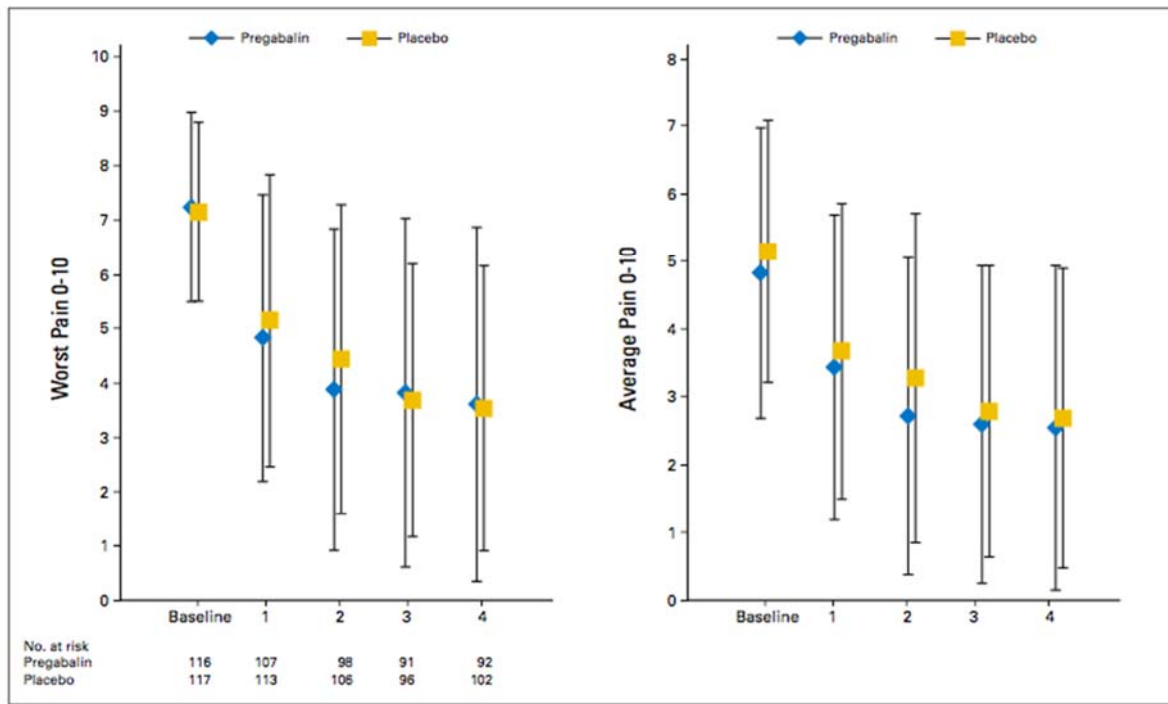 Pregabalin Placebo
10
9
8
7
6
5
4
3
2
1
0
Worst Pain 0-10
Baseline 1 2 3 4
No. at risk
Pregabalin 116 107 98 91 92
Placebo 117 113 106 96 102
Pregabalin Placebo
8
7
6
5
4
3
2
1
0
Average Pain 0-10
Baseline 1 2 3 4